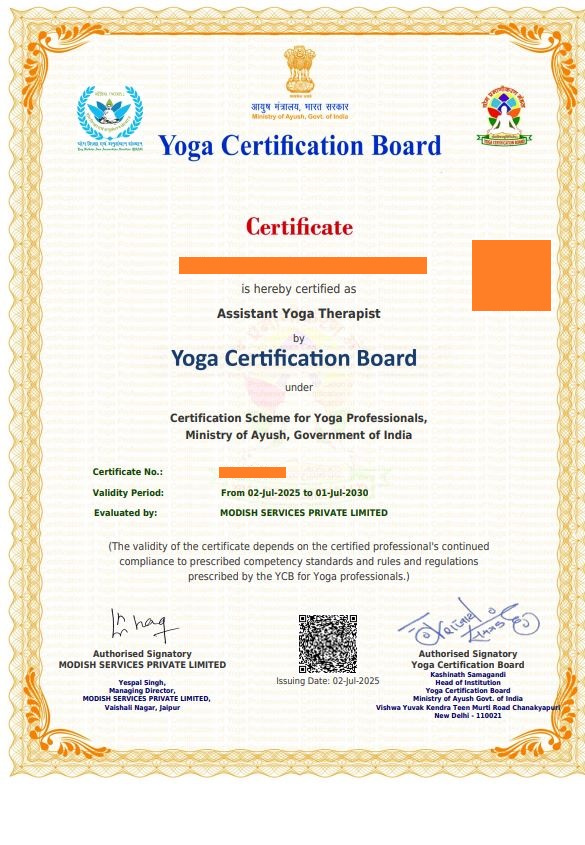 आयुष मंत्रालय, भारत सरकार
Ministry of Ayush, Govt. of India
योग शिक्षा एवं अनुसंधान संस्थान
YOGA CERTIFICATION BOARD
Yoga Certification Board
Certificate
is hereby certified as
Assistant Yoga Therapist
by
Yoga Certification Board
under
Certification Scheme for Yoga Professionals,
Ministry of Ayush, Government of India
Certificate No.:
Validity Period: From 02-Jul-2025 to 01-Jul-2030
Evaluated by: MODISH SERVICES PRIVATE LIMITED
(The validity of the certificate depends on the certified professional's continued
compliance to prescribed competency standards and rules and regulations
prescribed by the YCB for Yoga professionals.)
Authorised Signatory
MODISH SERVICES PRIVATE LIMITED
Yespal Singh,
Managing Director,
MODISH SERVICES PRIVATE LIMITED,
Vaishali Nagar, Jaipur
Issuing Date: 02-Jul-2025
Authorised Signatory
Yoga Certification Board
Kashinath Samagandi
Head of Institution
Yoga Certification Board
Ministry of Ayush Govt. of India
Vishwa Yuvak Kendra Teen Murti Road Chanakyapuri
New Delhi - 110021